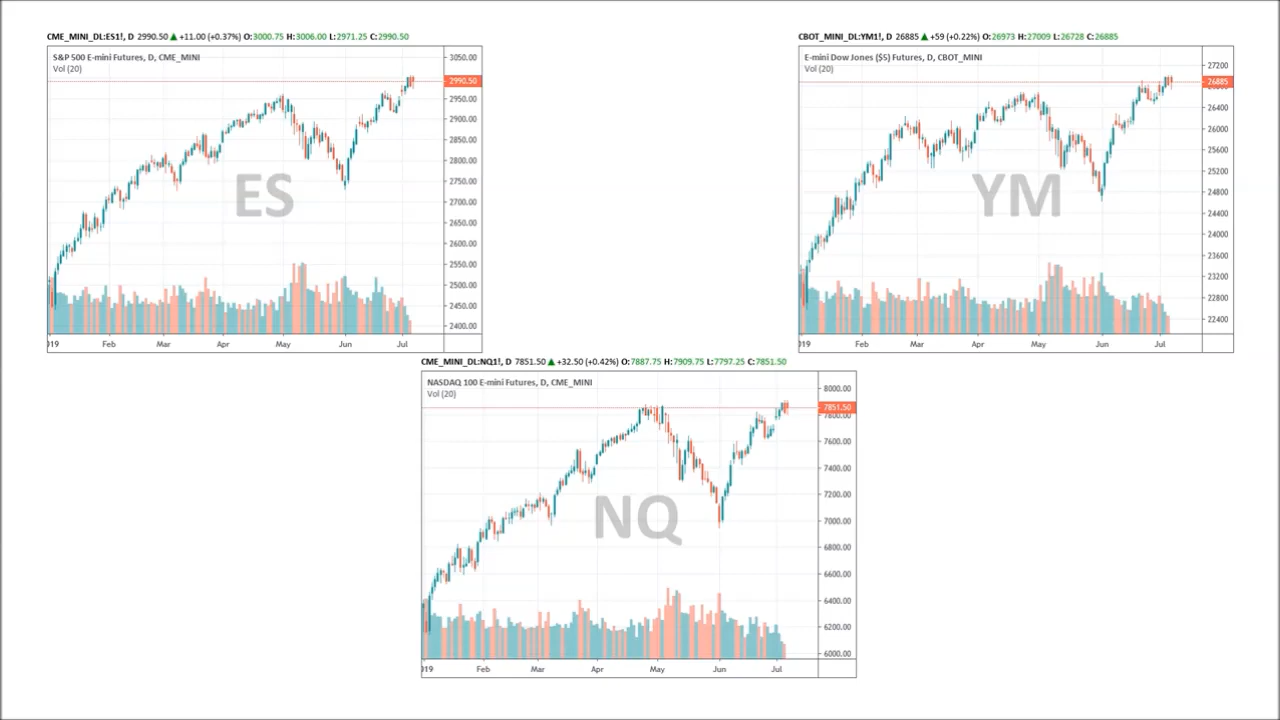 CME_MINI_DL:ES1!, D 2990.50 ▲ +11.00 (+0.37%) O:3000.75 H:3006.00 L:2971.25 C:2990.50
S&P 500 E-mini Futures, D, CME_MINI
Vol (20)
3050.00
2990.50
2950.00
2900.00
2850.00
2800.00
2750.00
2700.00
2650.00
2600.00
2550.00
2500.00
2450.00
2400.00
ES
2019 Feb Mar Apr May Jun Jul
CBOT_MINI_DL:YM1!, D 26885 ▲ +59 (+0.22%) O:26973 H:27009 L:26728 C:26885
E-mini Dow Jones ($5) Futures, D, CBOT_MINI
Vol (20)
27200
26885
26400
26000
25600
25200
24800
24400
24000
23600
23200
22800
22400
YM
2019 Feb Mar Apr May Jun Jul
CME_MINI_DL:NQ1!, D 7851.50 ▲ +32.50 (+0.42%) O:7887.75 H:7909.75 L:7797.25 C:7851.50
NASDAQ 100 E-mini Futures, D, CME_MINI
Vol (20)
8000.00
7851.50
7800.00
7600.00
7400.00
7200.00
7000.00
6800.00
6600.00
6400.00
6200.00
6000.00
NQ
2019 Feb Mar Apr May Jun Jul